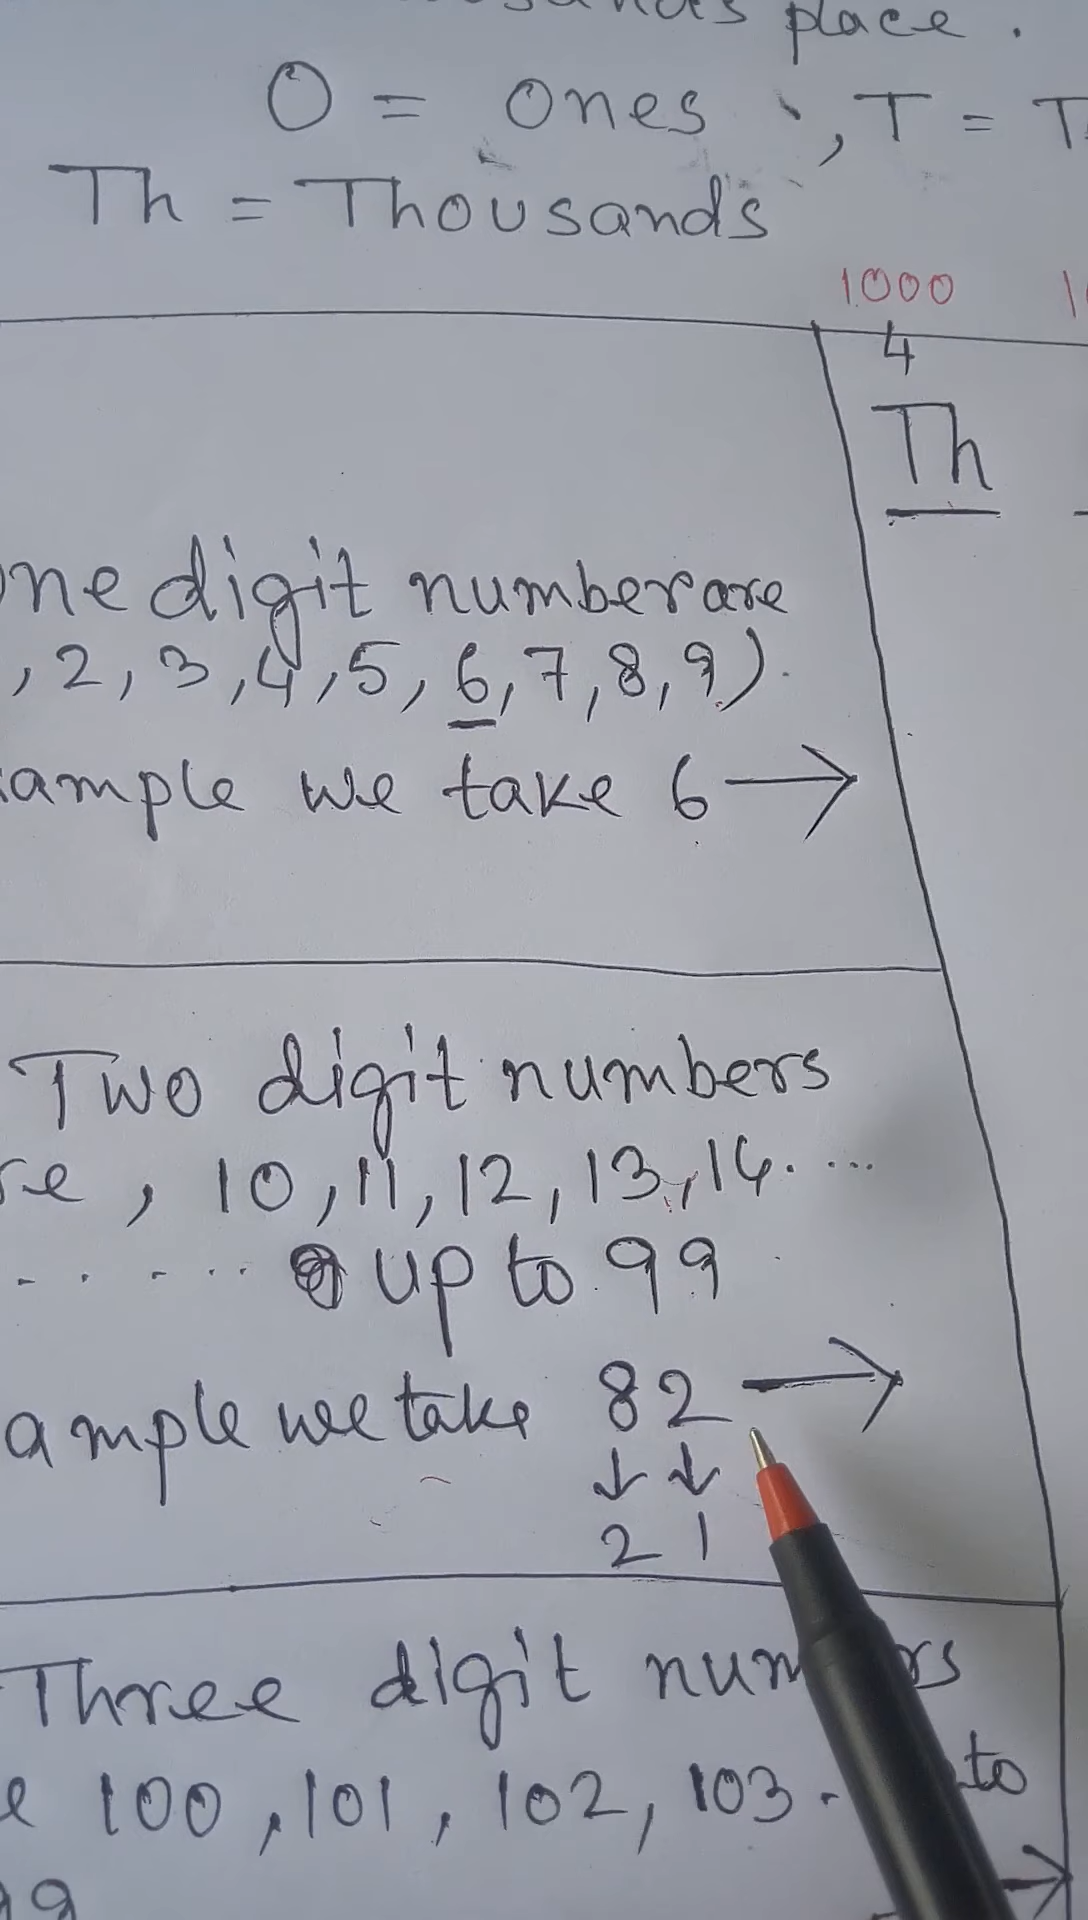 place .
O = Ones , T = T
Th = Thousands
1000
4
Th
ne digit number are
, 2, 3, 4, 5, 6, 7, 8, 9).
ample we take 6 →
Two digit numbers
re , 10, 11, 12, 13, 14. ...
. . . . . . up to 99
ample we take 82 →
↓ ↓
2 1
Three digit num rs
e 100, 101, 102, 103. to